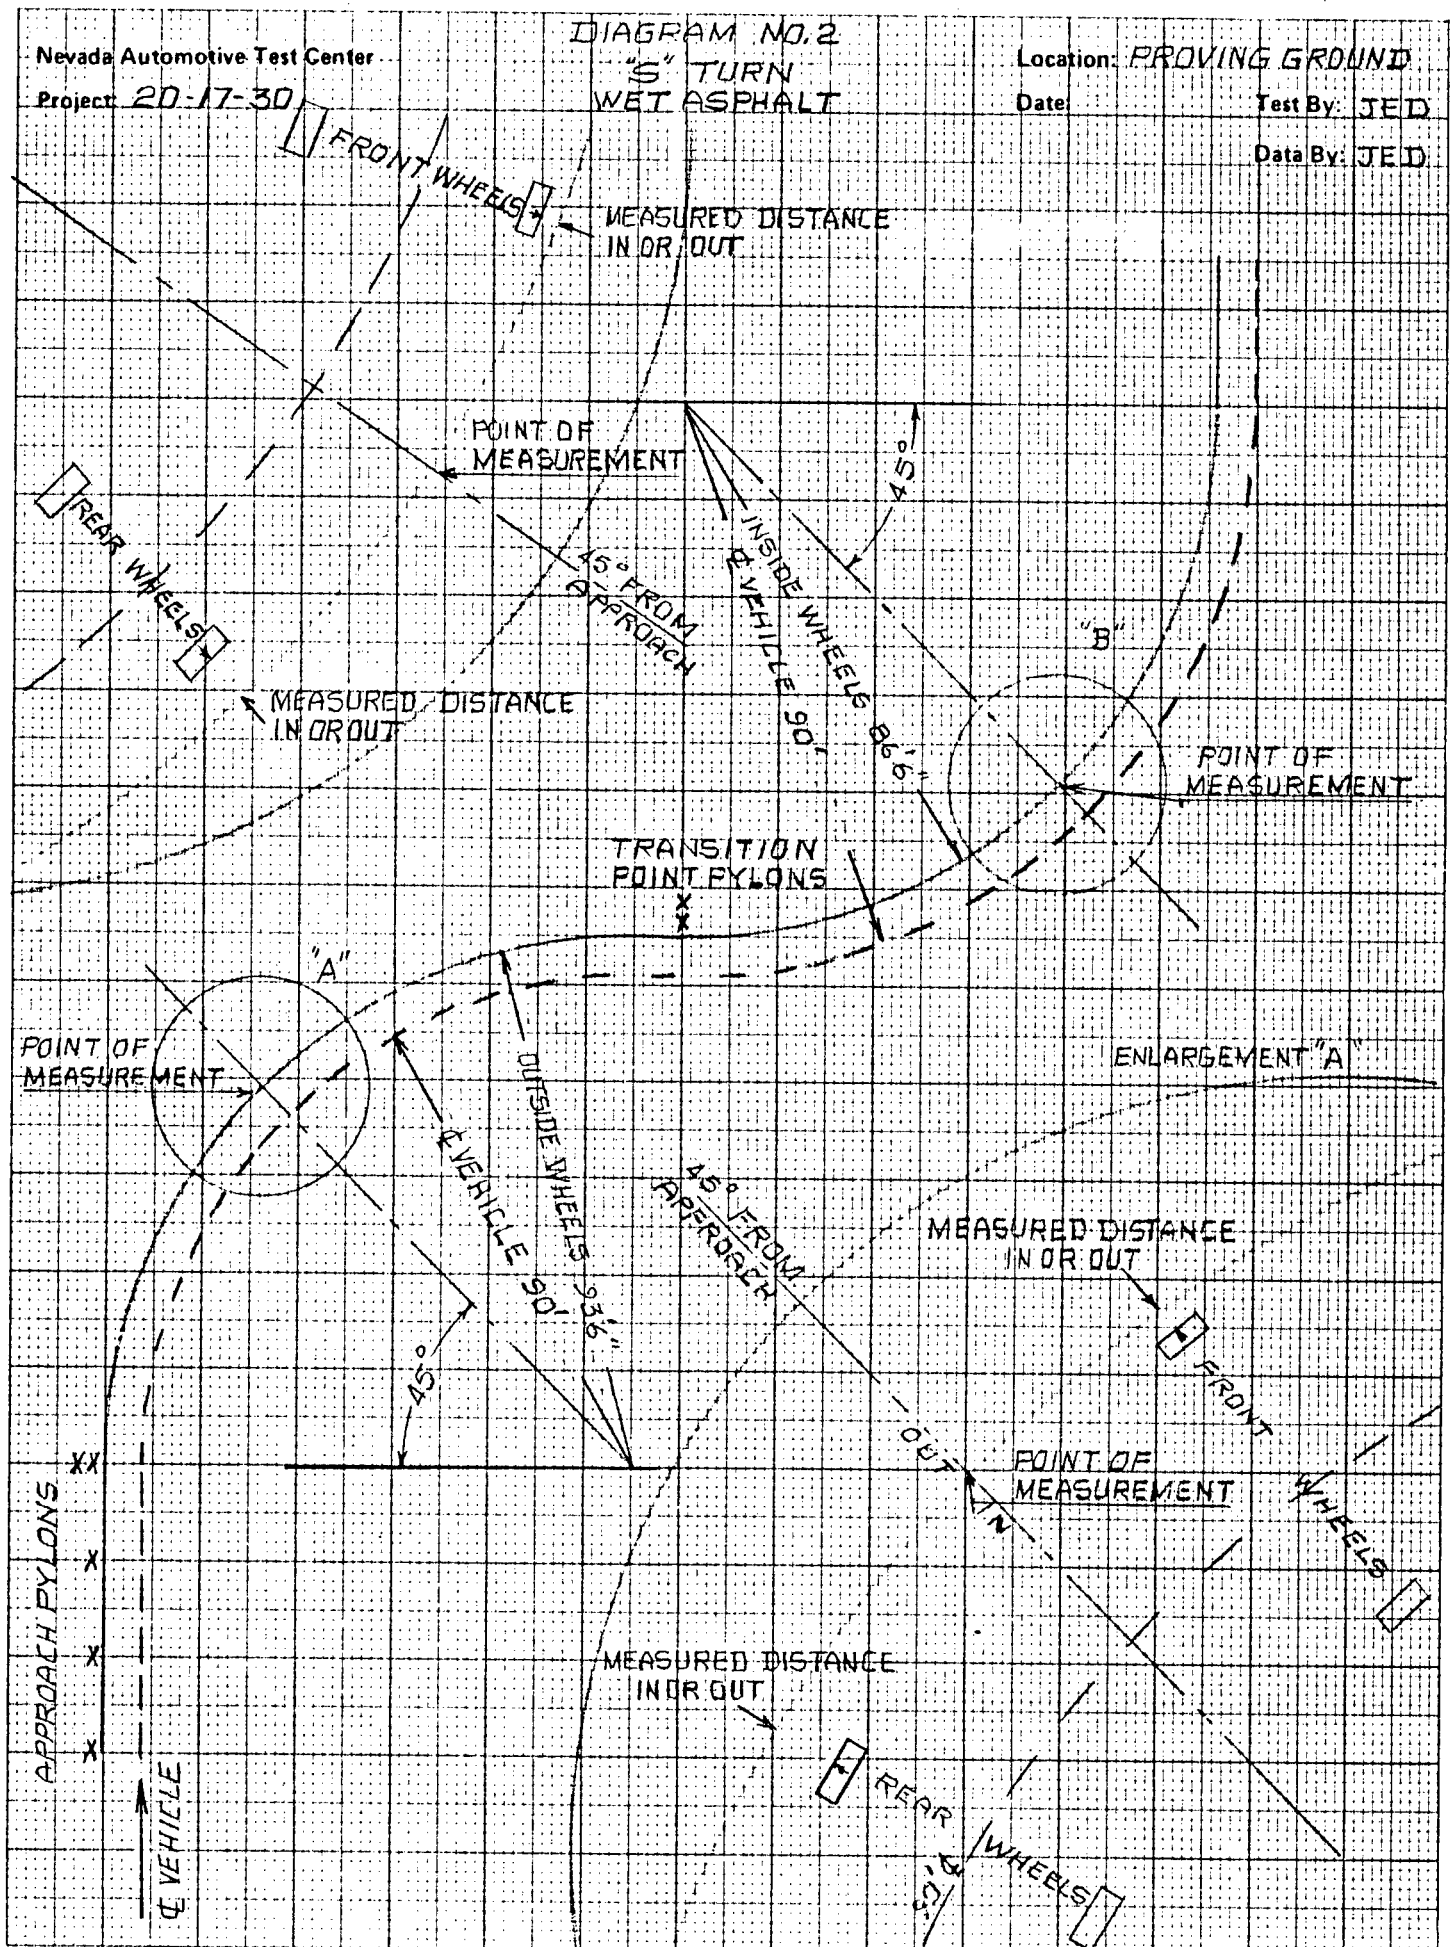 DIAGRAM NO. 2
"S" TURN
WET ASPHALT
Nevada Automotive Test Center
Project: 20-17-30
Location: PROVING GROUND
Date:
Test By: JED
Data By: JED
FRONT WHEELS
MEASURED DISTANCE
IN OR OUT
POINT OF
MEASUREMENT
45°
REAR WHEELS
45° FROM
APPROACH
INSIDE WHEELS 86'6"
℄ VEHICLE 90'
"B"
MEASURED DISTANCE
IN OR OUT
POINT OF
MEASUREMENT
TRANSITION
POINT PYLONS
X
X
"A"
POINT OF
MEASUREMENT
ENLARGEMENT "A"
OUTSIDE WHEELS 93'6"
℄ VEHICLE 90'
45° FROM
APPROACH
MEASURED DISTANCE
IN OR OUT
45°
FRONT WHEELS
XX
OUT
IN
POINT OF
MEASUREMENT
APPROACH PYLONS
X
X
X
MEASURED DISTANCE
IN OR OUT
℄ VEHICLE
REAR WHEELS